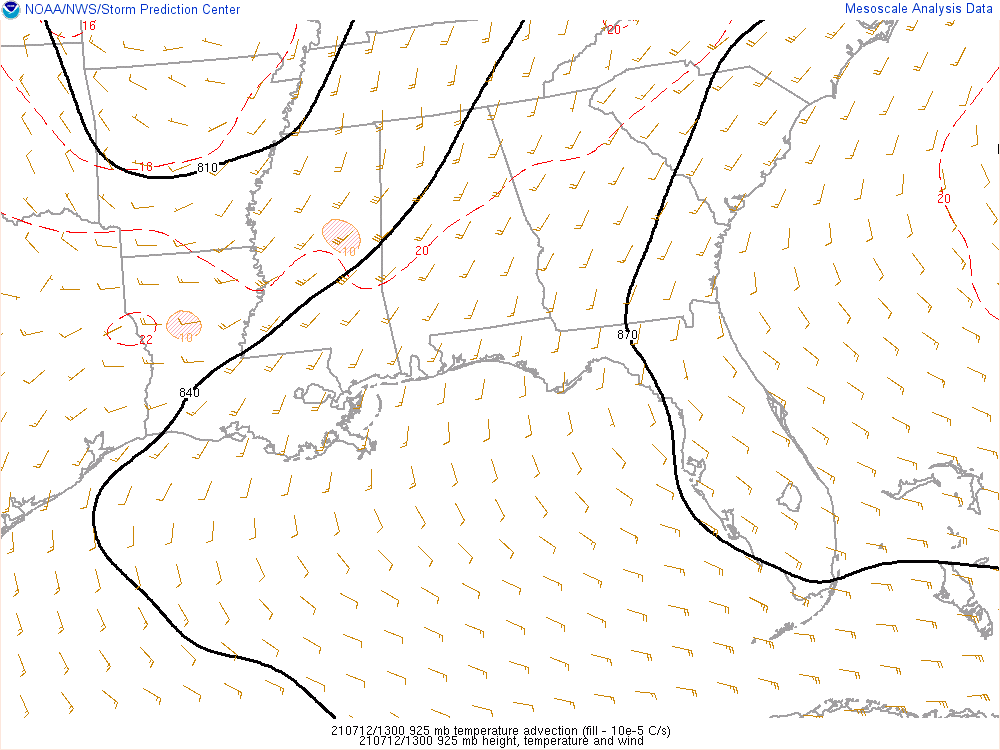 NOAA/NWS/Storm Prediction Center
Mesoscale Analysis Data
16
20
16
810
20
20
10
22
10
870
840
210712/1300 925 mb temperature advection (fill - 10e-5 C/s)
210712/1300 925 mb height, temperature and wind